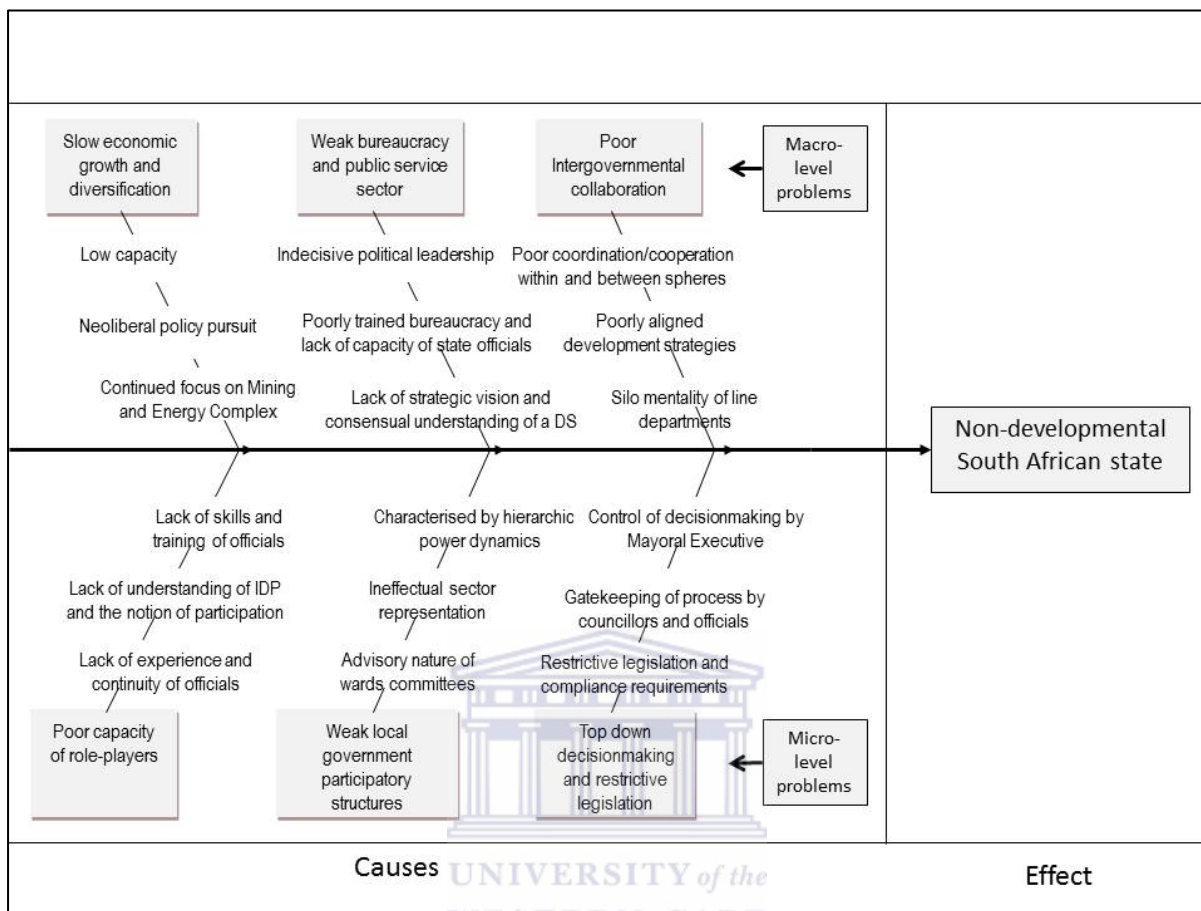 Slow economic
growth and
diversification
Weak bureaucracy
and public service
sector
Poor
Intergovernmental
collaboration
Macro-
level
problems
Low capacity
Neoliberal policy pursuit
Continued focus on Mining
and Energy Complex
Indecisive political leadership
Poorly trained bureaucracy and
lack of capacity of state officials
Lack of strategic vision and
consensual understanding of a DS
Poor coordination/cooperation
within and between spheres
Poorly aligned
development strategies
Silo mentality of line
departments
Non-developmental
South African state
Lack of skills and
training of officials
Lack of understanding of IDP
and the notion of participation
Lack of experience and
continuity of officials
Poor capacity
of role-players
Characterised by hierarchic
power dynamics
Ineffectual sector
representation
Advisory nature of
wards committees
Weak local
government
participatory
structures
Control of decisionmaking by
Mayoral Executive
Gatekeeping of process by
councillors and officials
Restrictive legislation and
compliance requirements
Top down
decisionmaking
and restrictive
legislation
Micro-
level
problems
Causes
Effect
UNIVERSITY of the
WESTERN CAPE